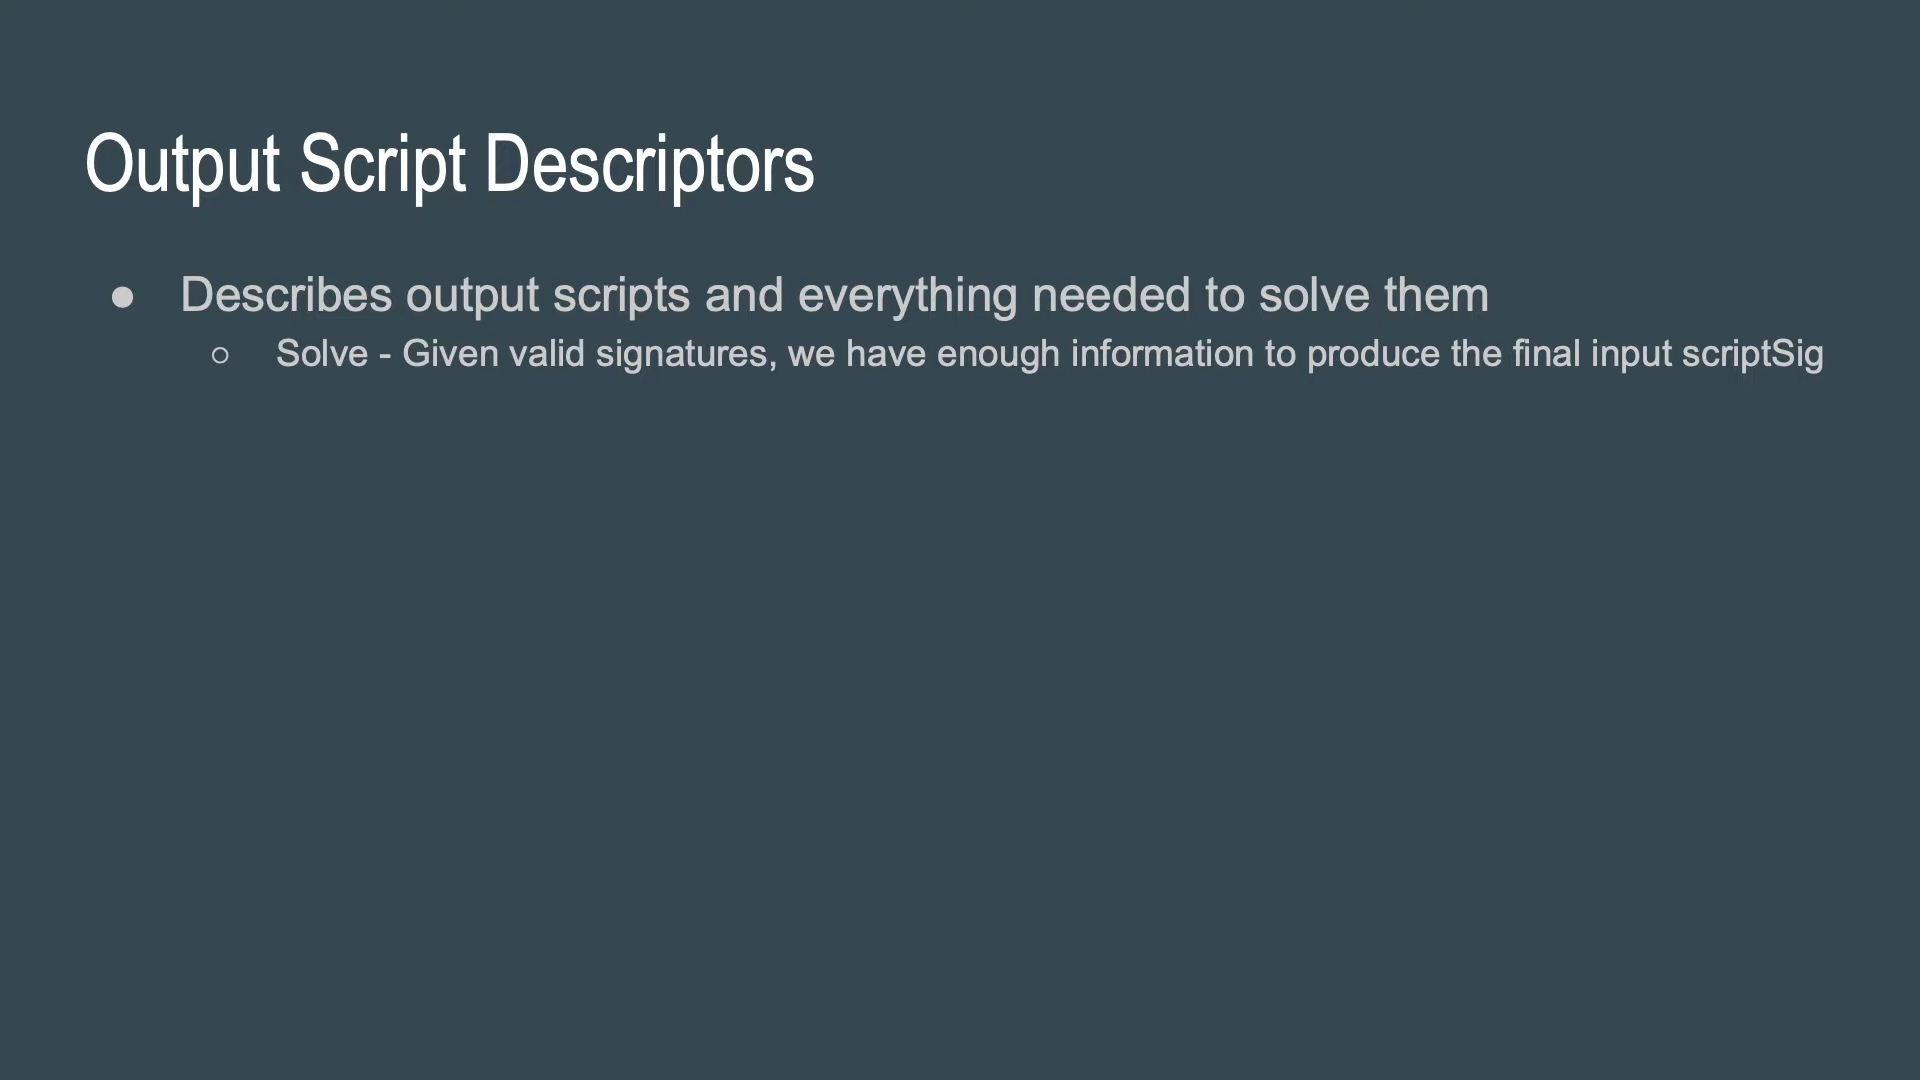 Output Script Descriptors
● Describes output scripts and everything needed to solve them
○ Solve - Given valid signatures, we have enough information to produce the final input scriptSig